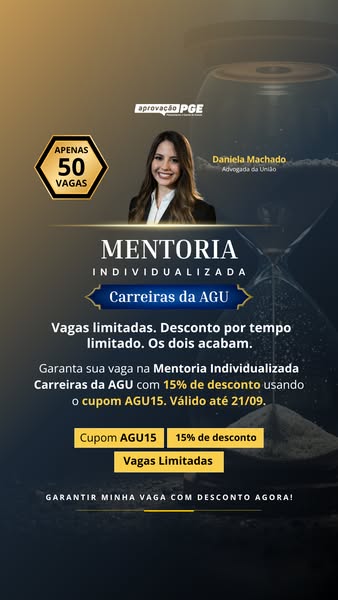 aprovação PGE
APENAS
50
VAGAS
Daniela Machado
Advogada da União
MENTORIA
INDIVIDUALIZADA
Carreiras da AGU
Vagas limitadas. Desconto por tempo
limitado. Os dois acabam.
Garanta sua vaga na Mentoria Individualizada
Carreiras da AGU com 15% de desconto usando
o cupom AGU15. Válido até 21/09.
Cupom AGU15
15% de desconto
Vagas Limitadas
GARANTIR MINHA VAGA COM DESCONTO AGORA!